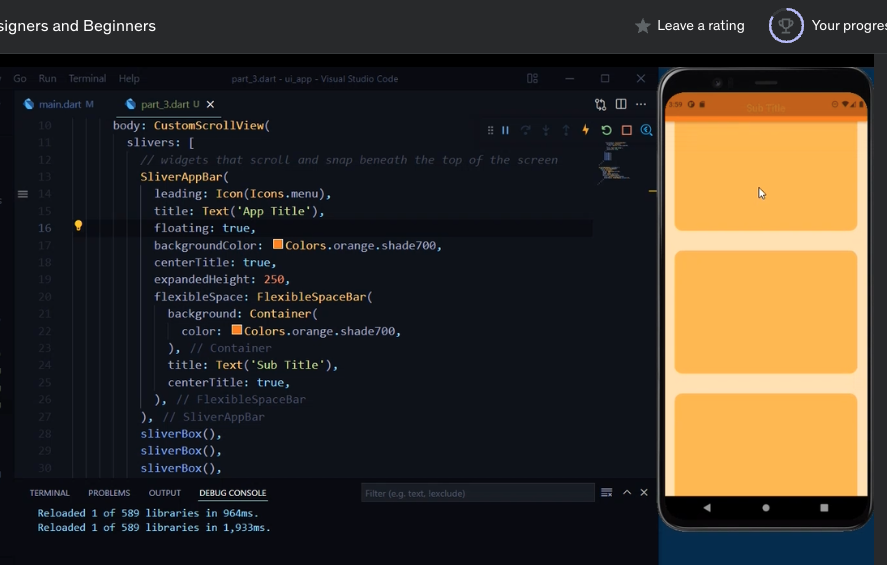 signers and Beginners
Leave a rating
Your progres
Go Run Terminal Help
part_3.dart - ui_app - Visual Studio Code
main.dart M
part_3.dart U
10 body: CustomScrollView(
11 slivers: [
12 // widgets that scroll and snap beneath the top of the screen
13 SliverAppBar(
14 leading: Icon(Icons.menu),
15 title: Text('App Title'),
16 floating: true,
17 backgroundColor: Colors.orange.shade700,
18 centerTitle: true,
19 expandedHeight: 250,
20 flexibleSpace: FlexibleSpaceBar(
21 background: Container(
22 color: Colors.orange.shade700,
23 ), // Container
24 title: Text('Sub Title'),
25 centerTitle: true,
26 ), // FlexibleSpaceBar
27 ), // SliverAppBar
28 sliverBox(),
29 sliverBox(),
30 sliverBox(),
TERMINAL PROBLEMS OUTPUT DEBUG CONSOLE
Filter (e.g. text, !exclude)
Reloaded 1 of 589 libraries in 964ms.
Reloaded 1 of 589 libraries in 1,933ms.
3:59
Sub Title